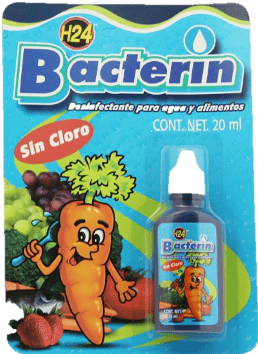 H24
Bacterin
Desinfectante para agua y alimentos
CONT. NET. 20 ml
Sin Cloro
H24
Bacterin
Sin Cloro